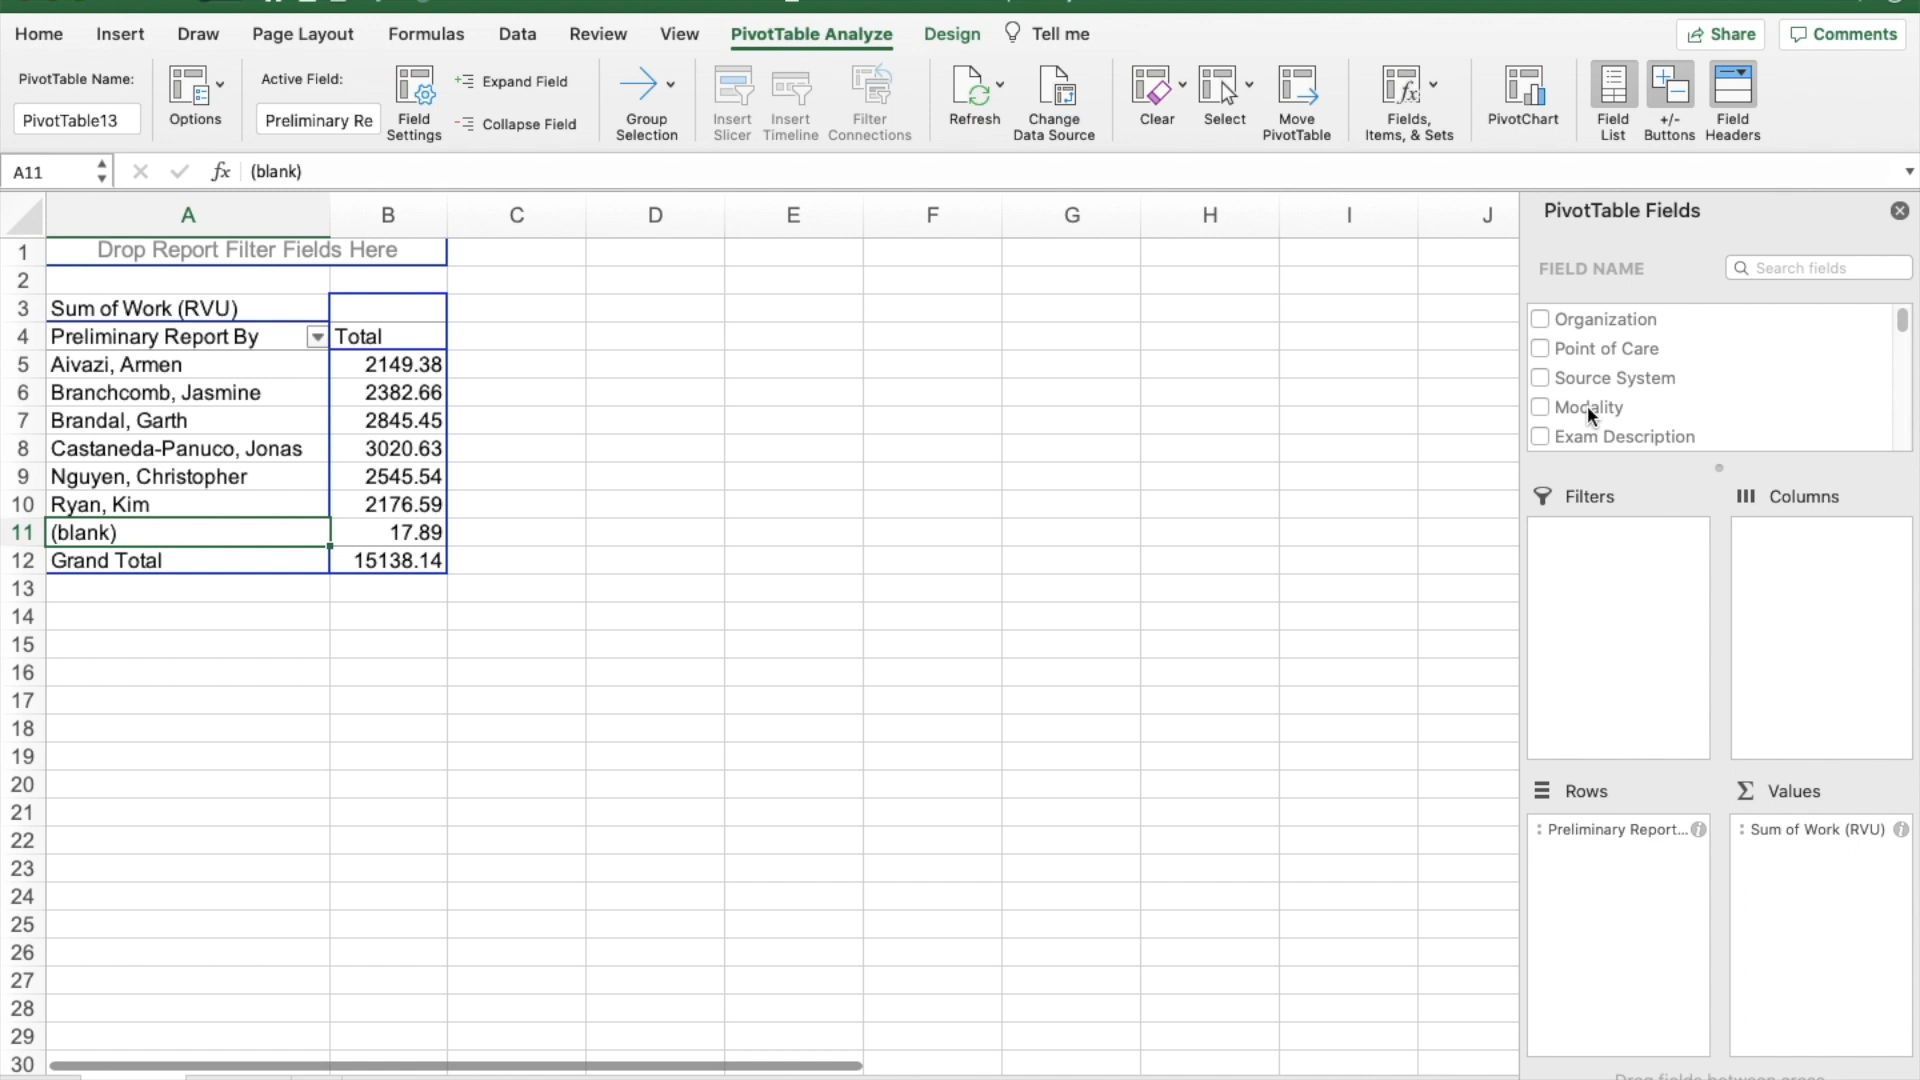 Home Insert Draw Page Layout Formulas Data Review View PivotTable Analyze Design Tell me Share Comments
PivotTable Name:
PivotTable13
Options
Active Field:
Preliminary Re
Field
Settings
Expand Field
Collapse Field
Group
Selection
Insert
Slicer
Insert
Timeline
Filter
Connections
Refresh
Change
Data Source
Clear
Select
Move
PivotTable
Fields,
Items, & Sets
PivotChart
Field
List
+/-
Buttons
Field
Headers
A11 fx (blank)
A B C D E F G H I J
1 Drop Report Filter Fields Here
2
3 Sum of Work (RVU)
4 Preliminary Report By Total
5 Aivazi, Armen 2149.38
6 Branchcomb, Jasmine 2382.66
7 Brandal, Garth 2845.45
8 Castaneda-Panuco, Jonas 3020.63
9 Nguyen, Christopher 2545.54
10 Ryan, Kim 2176.59
11 (blank) 17.89
12 Grand Total 15138.14
13
14
15
16
17
18
19
20
21
22
23
24
25
26
27
28
29
30
PivotTable Fields
FIELD NAME Search fields
Organization
Point of Care
Source System
Modality
Exam Description
Filters Columns
Rows Values
Preliminary Report... Sum of Work (RVU)
Drag fields between areas